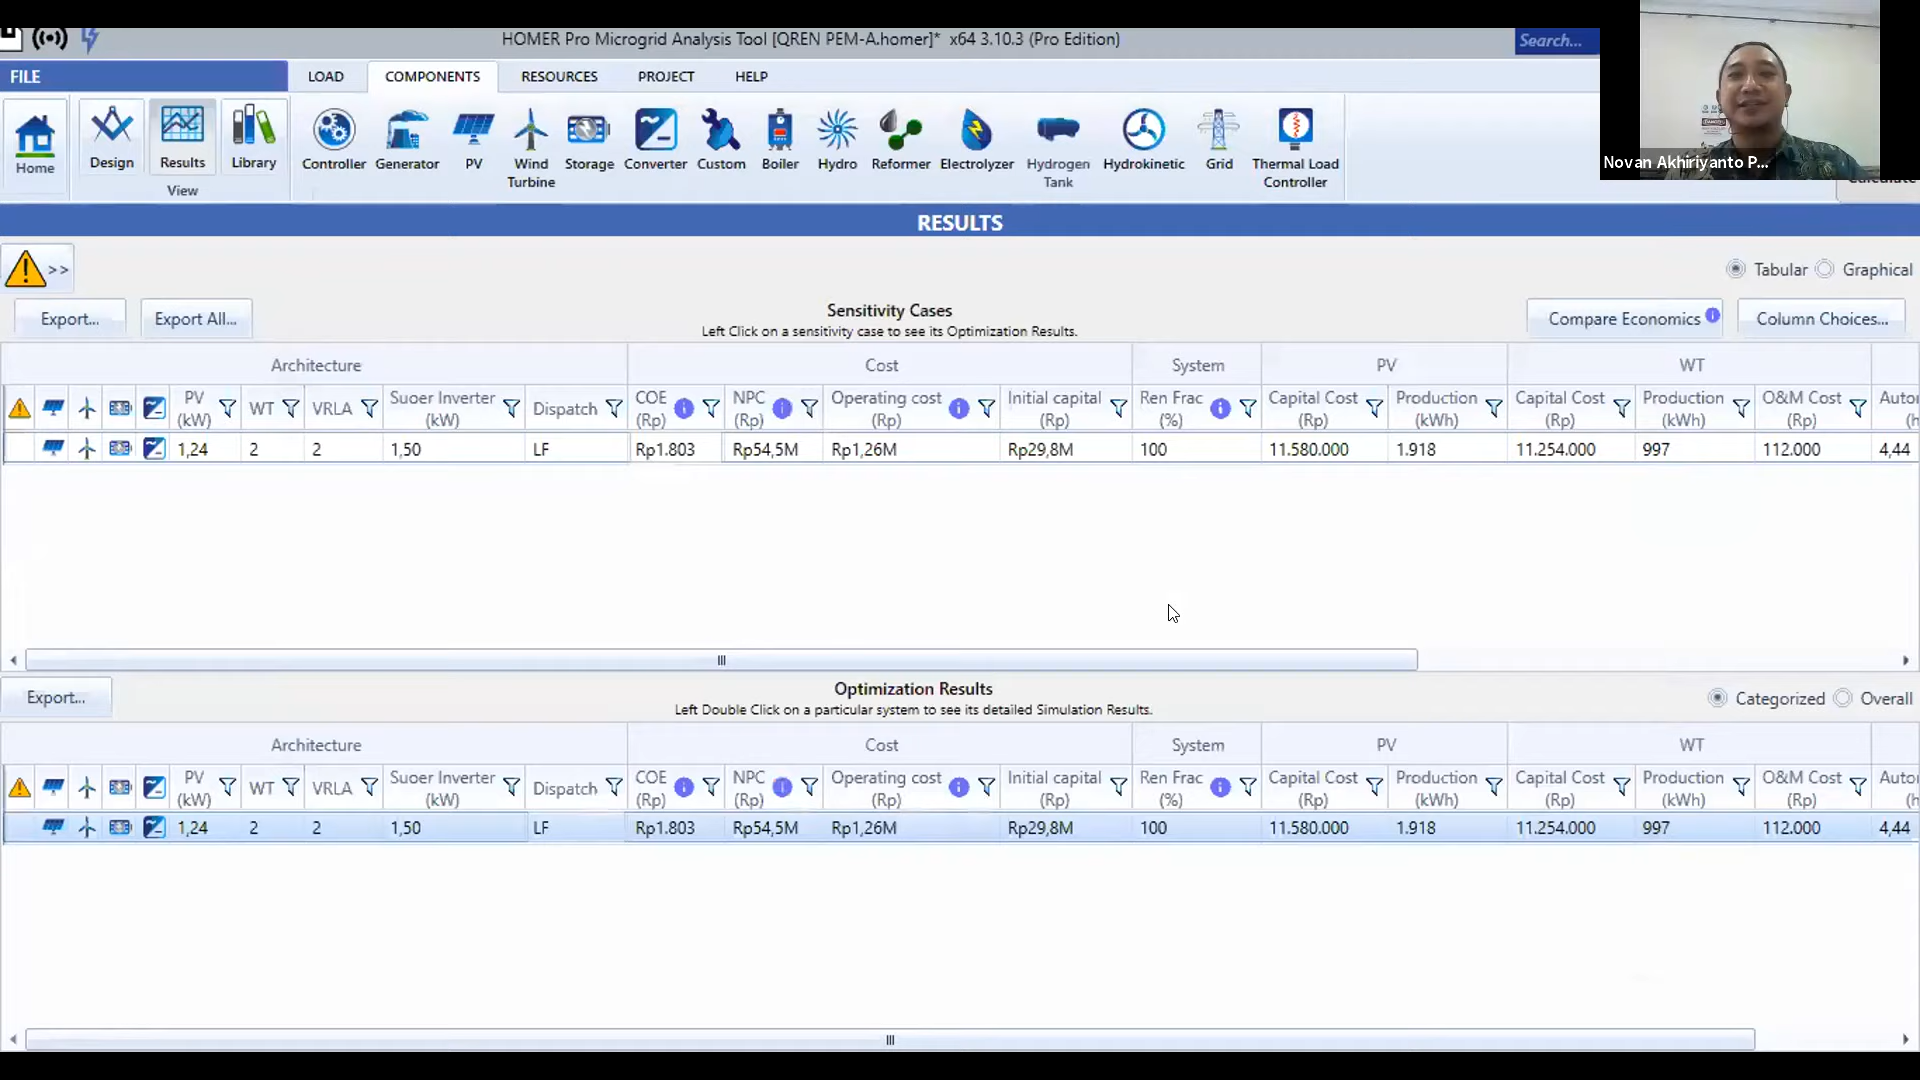 HOMER Pro Microgrid Analysis Tool [QREN PEM-A.homer]* x64 3.10.3 (Pro Edition)
Search...
FILE
LOAD COMPONENTS RESOURCES PROJECT HELP
Home
Design
Results
Library
View
Controller
Generator
PV
Wind Turbine
Storage
Converter
Custom
Boiler
Hydro
Reformer
Electrolyzer
Hydrogen Tank
Hydrokinetic
Grid
Thermal Load Controller
Novan Akhiriyanto P...
RESULTS
>>
Tabular Graphical
Export... Export All...
Sensitivity Cases
Left Click on a sensitivity case to see its Optimization Results.
Compare Economics Column Choices...
Architecture Cost System PV WT
PV (kW) WT VRLA Suoer Inverter (kW) Dispatch COE (Rp) NPC (Rp) Operating cost (Rp) Initial capital (Rp) Ren Frac (%) Capital Cost (Rp) Production (kWh) Capital Cost (Rp) Production (kWh) O&M Cost (Rp)
1,24 2 2 1,50 LF Rp1.803 Rp54,5M Rp1,26M Rp29,8M 100 11.580.000 1.918 11.254.000 997 112.000 4,44
Export...
Optimization Results
Left Double Click on a particular system to see its detailed Simulation Results.
Categorized Overall
Architecture Cost System PV WT
PV (kW) WT VRLA Suoer Inverter (kW) Dispatch COE (Rp) NPC (Rp) Operating cost (Rp) Initial capital (Rp) Ren Frac (%) Capital Cost (Rp) Production (kWh) Capital Cost (Rp) Production (kWh) O&M Cost (Rp)
1,24 2 2 1,50 LF Rp1.803 Rp54,5M Rp1,26M Rp29,8M 100 11.580.000 1.918 11.254.000 997 112.000 4,44